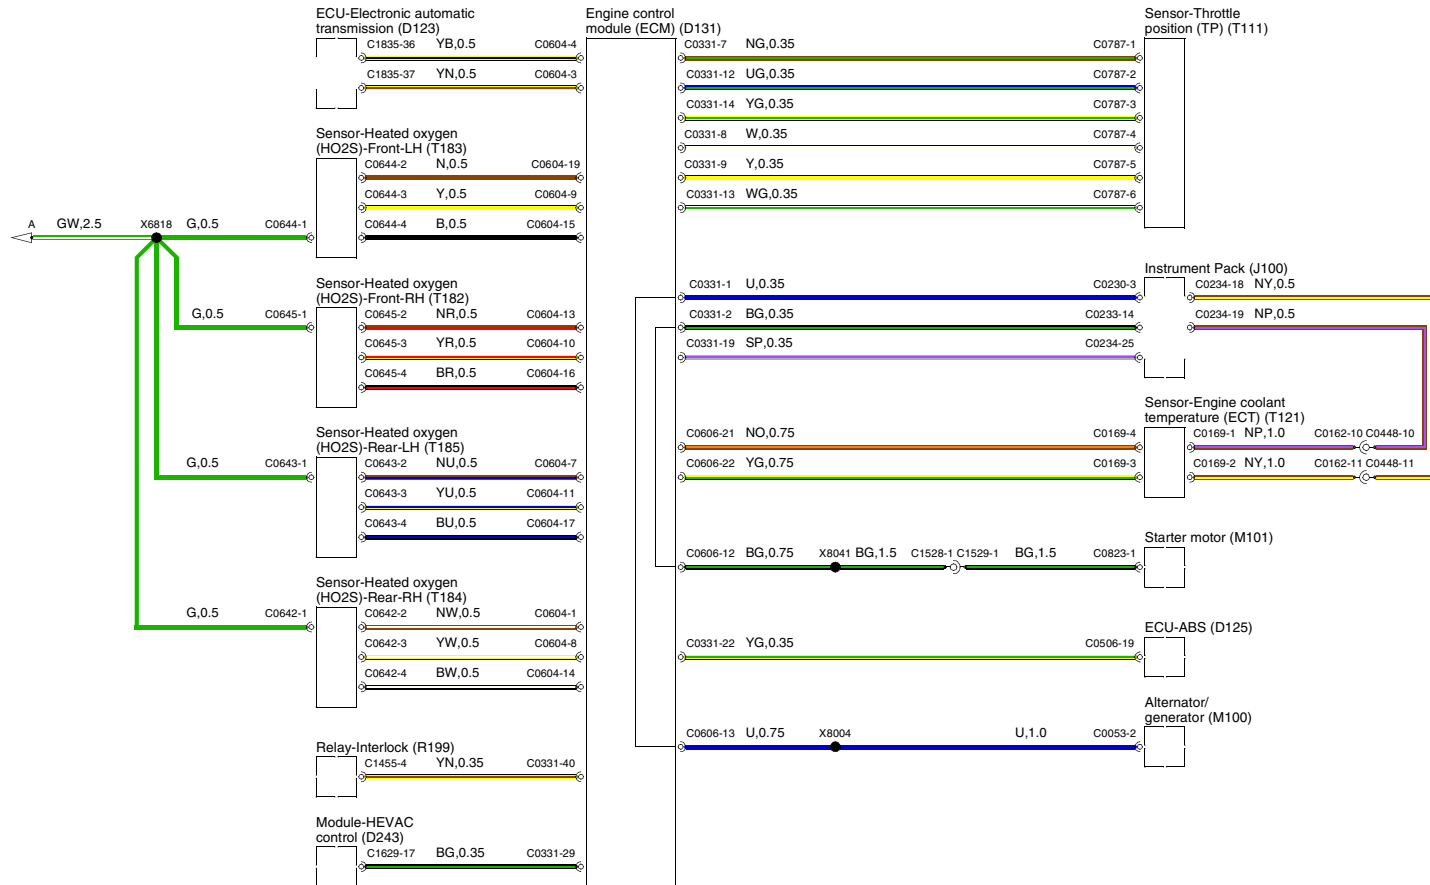 ECU-Electronic automatic
transmission (D123)
C1835-36 YB,0.5 C0604-4
C1835-37 YN,0.5 C0604-3
Sensor-Heated oxygen
(HO2S)-Front-LH (T183)
C0644-2 N,0.5 C0604-19
C0644-3 Y,0.5 C0604-9
A GW,2.5 X6818 G,0.5 C0644-1
C0644-4 B,0.5 C0604-15
Sensor-Heated oxygen
(HO2S)-Front-RH (T182)
G,0.5 C0645-1
C0645-2 NR,0.5 C0604-13
C0645-3 YR,0.5 C0604-10
C0645-4 BR,0.5 C0604-16
Sensor-Heated oxygen
(HO2S)-Rear-LH (T185)
G,0.5 C0643-1
C0643-2 NU,0.5 C0604-7
C0643-3 YU,0.5 C0604-11
C0643-4 BU,0.5 C0604-17
Sensor-Heated oxygen
(HO2S)-Rear-RH (T184)
G,0.5 C0642-1
C0642-2 NW,0.5 C0604-1
C0642-3 YW,0.5 C0604-8
C0642-4 BW,0.5 C0604-14
Relay-Interlock (R199)
C1455-4 YN,0.35 C0331-40
Module-HEVAC
control (D243)
C1629-17 BG,0.35 C0331-29
Engine control
module (ECM) (D131)
Sensor-Throttle
position (TP) (T111)
C0331-7 NG,0.35 C0787-1
C0331-12 UG,0.35 C0787-2
C0331-14 YG,0.35 C0787-3
C0331-8 W,0.35 C0787-4
C0331-9 Y,0.35 C0787-5
C0331-13 WG,0.35 C0787-6
Instrument Pack (J100)
C0331-1 U,0.35 C0230-3
C0234-18 NY,0.5
C0331-2 BG,0.35 C0233-14
C0234-19 NP,0.5
C0331-19 SP,0.35 C0234-25
Sensor-Engine coolant
temperature (ECT) (T121)
C0606-21 NO,0.75 C0169-4
C0169-1 NP,1.0 C0162-10 C0448-10
C0606-22 YG,0.75 C0169-3
C0169-2 NY,1.0 C0162-11 C0448-11
Starter motor (M101)
C0606-12 BG,0.75 X8041 BG,1.5 C1528-1 C1529-1 BG,1.5 C0823-1
ECU-ABS (D125)
C0331-22 YG,0.35 C0506-19
Alternator/
generator (M100)
C0606-13 U,0.75 X8004 U,1.0 C0053-2